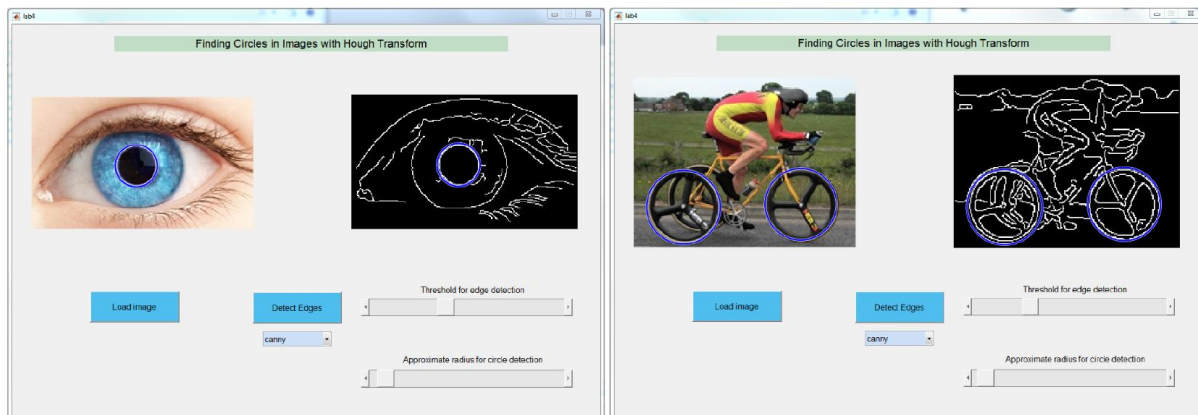 lab4
Finding Circles in Images with Hough Transform
Load image
Detect Edges
canny
Threshold for edge detection
Approximate radius for circle detection
lab4
Finding Circles in Images with Hough Transform
Load image
Detect Edges
canny
Threshold for edge detection
Approximate radius for circle detection